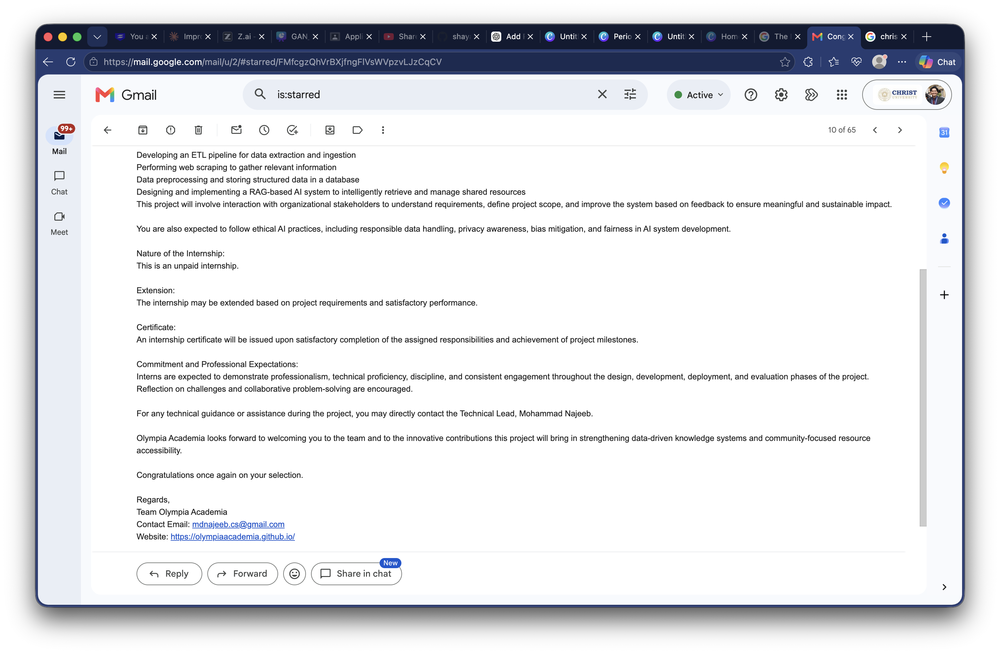 You a
Impro
Z.ai -
GAN_
Appli
Share
shaya
Add
Untit
Perio
Untit
Hom
The
Cong
chris
https://mail.google.com/mail/u/2/#starred/FMfcgzQhVrBXjfngFlVsWVpzvLJzCqCV
Chat
Gmail
is:starred
Active
CHRIST
UNIVERSITY
99+
Mail
Chat
Meet
10 of 65
31
Developing an ETL pipeline for data extraction and ingestion
Performing web scraping to gather relevant information
Data preprocessing and storing structured data in a database
Designing and implementing a RAG-based AI system to intelligently retrieve and manage shared resources
This project will involve interaction with organizational stakeholders to understand requirements, define project scope, and improve the system based on feedback to ensure meaningful and sustainable impact.
You are also expected to follow ethical AI practices, including responsible data handling, privacy awareness, bias mitigation, and fairness in AI system development.
Nature of the Internship:
This is an unpaid internship.
Extension:
The internship may be extended based on project requirements and satisfactory performance.
Certificate:
An internship certificate will be issued upon satisfactory completion of the assigned responsibilities and achievement of project milestones.
Commitment and Professional Expectations:
Interns are expected to demonstrate professionalism, technical proficiency, discipline, and consistent engagement throughout the design, development, deployment, and evaluation phases of the project.
Reflection on challenges and collaborative problem-solving are encouraged.
For any technical guidance or assistance during the project, you may directly contact the Technical Lead, Mohammad Najeeb.
Olympia Academia looks forward to welcoming you to the team and to the innovative contributions this project will bring in strengthening data-driven knowledge systems and community-focused resource
accessibility.
Congratulations once again on your selection.
Regards,
Team Olympia Academia
Contact Email: mdnajeeb.cs@gmail.com
Website: https://olympiaacademia.github.io/
New
Reply
Forward
Share in chat